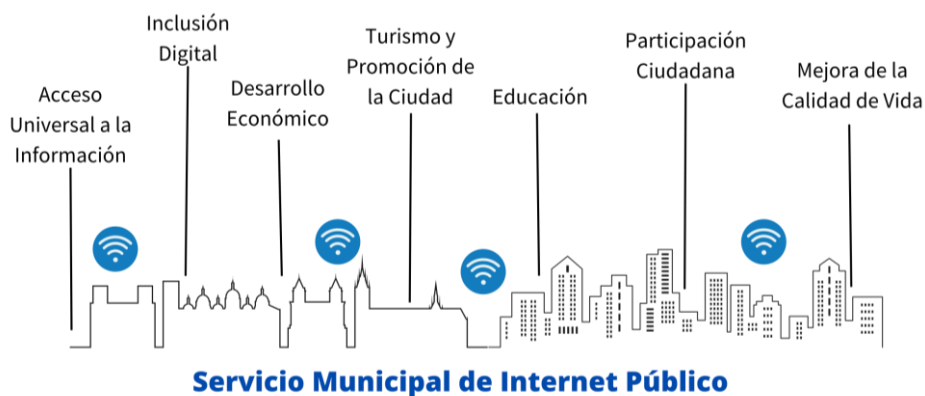 Acceso
Universal a la
Información
Inclusión
Digital
Desarrollo
Económico
Turismo y
Promoción de
la Ciudad
Educación
Participación
Ciudadana
Mejora de la
Calidad de Vida
Servicio Municipal de Internet Público